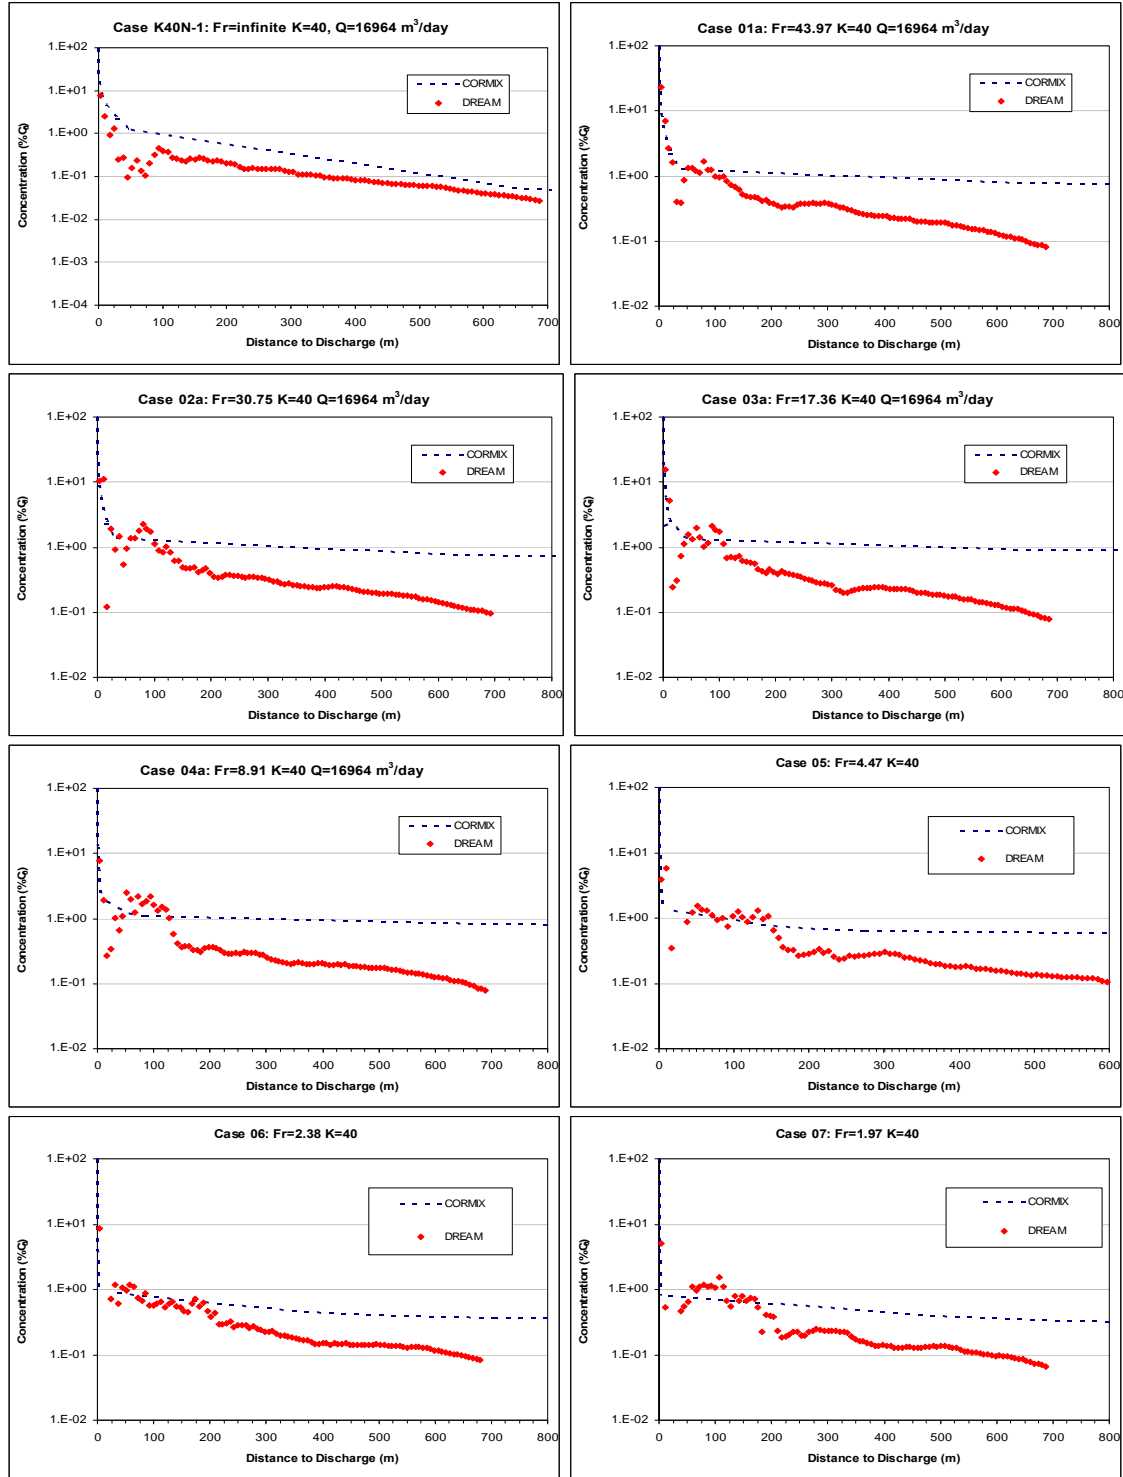 Case K40N-1: Fr=infinite K=40, Q=16964 m³/day
Concentration (%C₀)
1.E+02
1.E+01
1.E+00
1.E-01
1.E-02
1.E-03
1.E-04
CORMIX
DREAM
0 100 200 300 400 500 600 700
Distance to Discharge (m)
Case 01a: Fr=43.97 K=40 Q=16964 m³/day
Concentration (%C₀)
1.E+02
1.E+01
1.E+00
1.E-01
1.E-02
CORMIX
DREAM
0 100 200 300 400 500 600 700 800
Distance to Discharge (m)
Case 02a: Fr=30.75 K=40 Q=16964 m³/day
Concentration (%C₀)
1.E+02
1.E+01
1.E+00
1.E-01
1.E-02
CORMIX
DREAM
0 100 200 300 400 500 600 700 800
Distance to Discharge (m)
Case 03a: Fr=17.36 K=40 Q=16964 m³/day
Concentration (%C₀)
1.E+02
1.E+01
1.E+00
1.E-01
1.E-02
CORMIX
DREAM
0 100 200 300 400 500 600 700 800
Distance to Discharge (m)
Case 04a: Fr=8.91 K=40 Q=16964 m³/day
Concentration (%C₀)
1.E+02
1.E+01
1.E+00
1.E-01
1.E-02
CORMIX
DREAM
0 100 200 300 400 500 600 700 800
Distance to Discharge (m)
Case 05: Fr=4.47 K=40
Concentration (%C₀)
1.E+02
1.E+01
1.E+00
1.E-01
1.E-02
CORMIX
DREAM
0 100 200 300 400 500 600
Distance to Discharge (m)
Case 06: Fr=2.38 K=40
Concentration (%C₀)
1.E+02
1.E+01
1.E+00
1.E-01
1.E-02
CORMIX
DREAM
0 100 200 300 400 500 600 700 800
Distance to Discharge (m)
Case 07: Fr=1.97 K=40
Concentration (%C₀)
1.E+02
1.E+01
1.E+00
1.E-01
1.E-02
CORMIX
DREAM
0 100 200 300 400 500 600 700 800
Distance to Discharge (m)